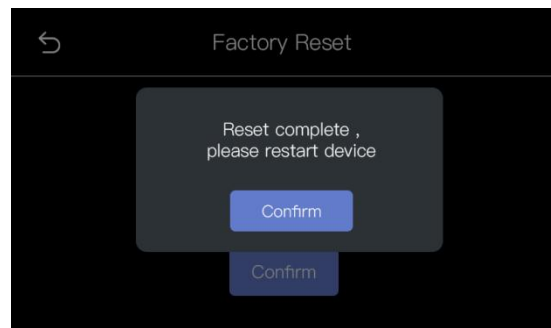 Factory Reset
Reset complete ,
please restart device
Confirm
Confirm